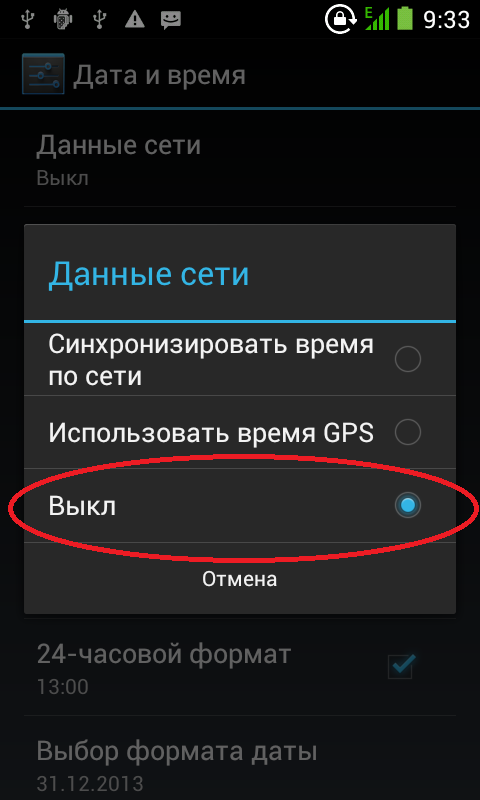 E
9:33
Дата и время
Данные сети
Выкл
Данные сети
Синхронизировать время
по сети
Использовать время GPS
Выкл
Отмена
24-часовой формат
13:00
Выбор формата даты
31.12.2013